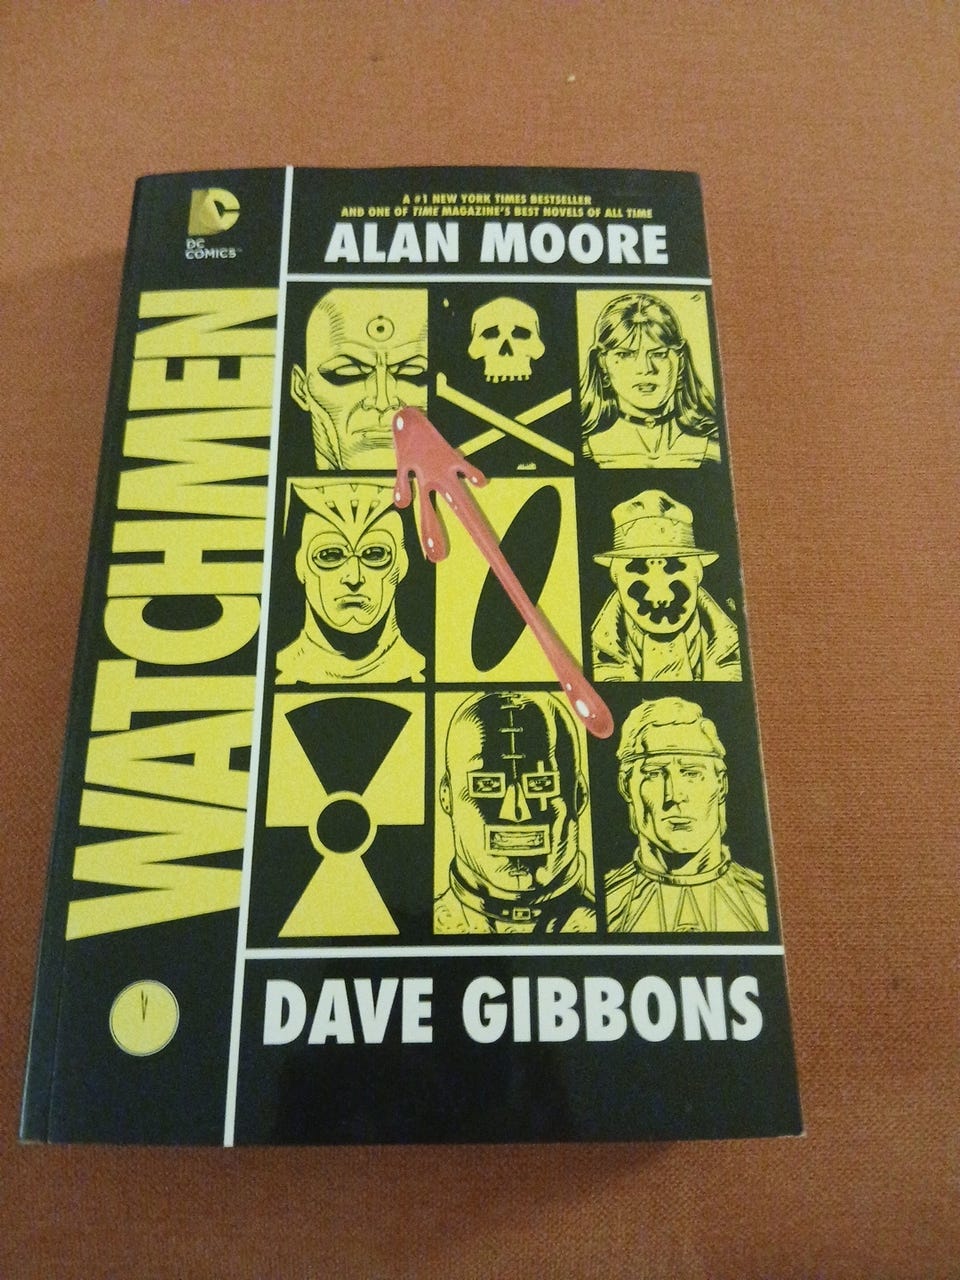 DC
COMICS™
WATCHMEN
A #1 NEW YORK TIMES BESTSELLER
AND ONE OF TIME MAGAZINE'S BEST NOVELS OF ALL TIME
ALAN MOORE
DAVE GIBBONS